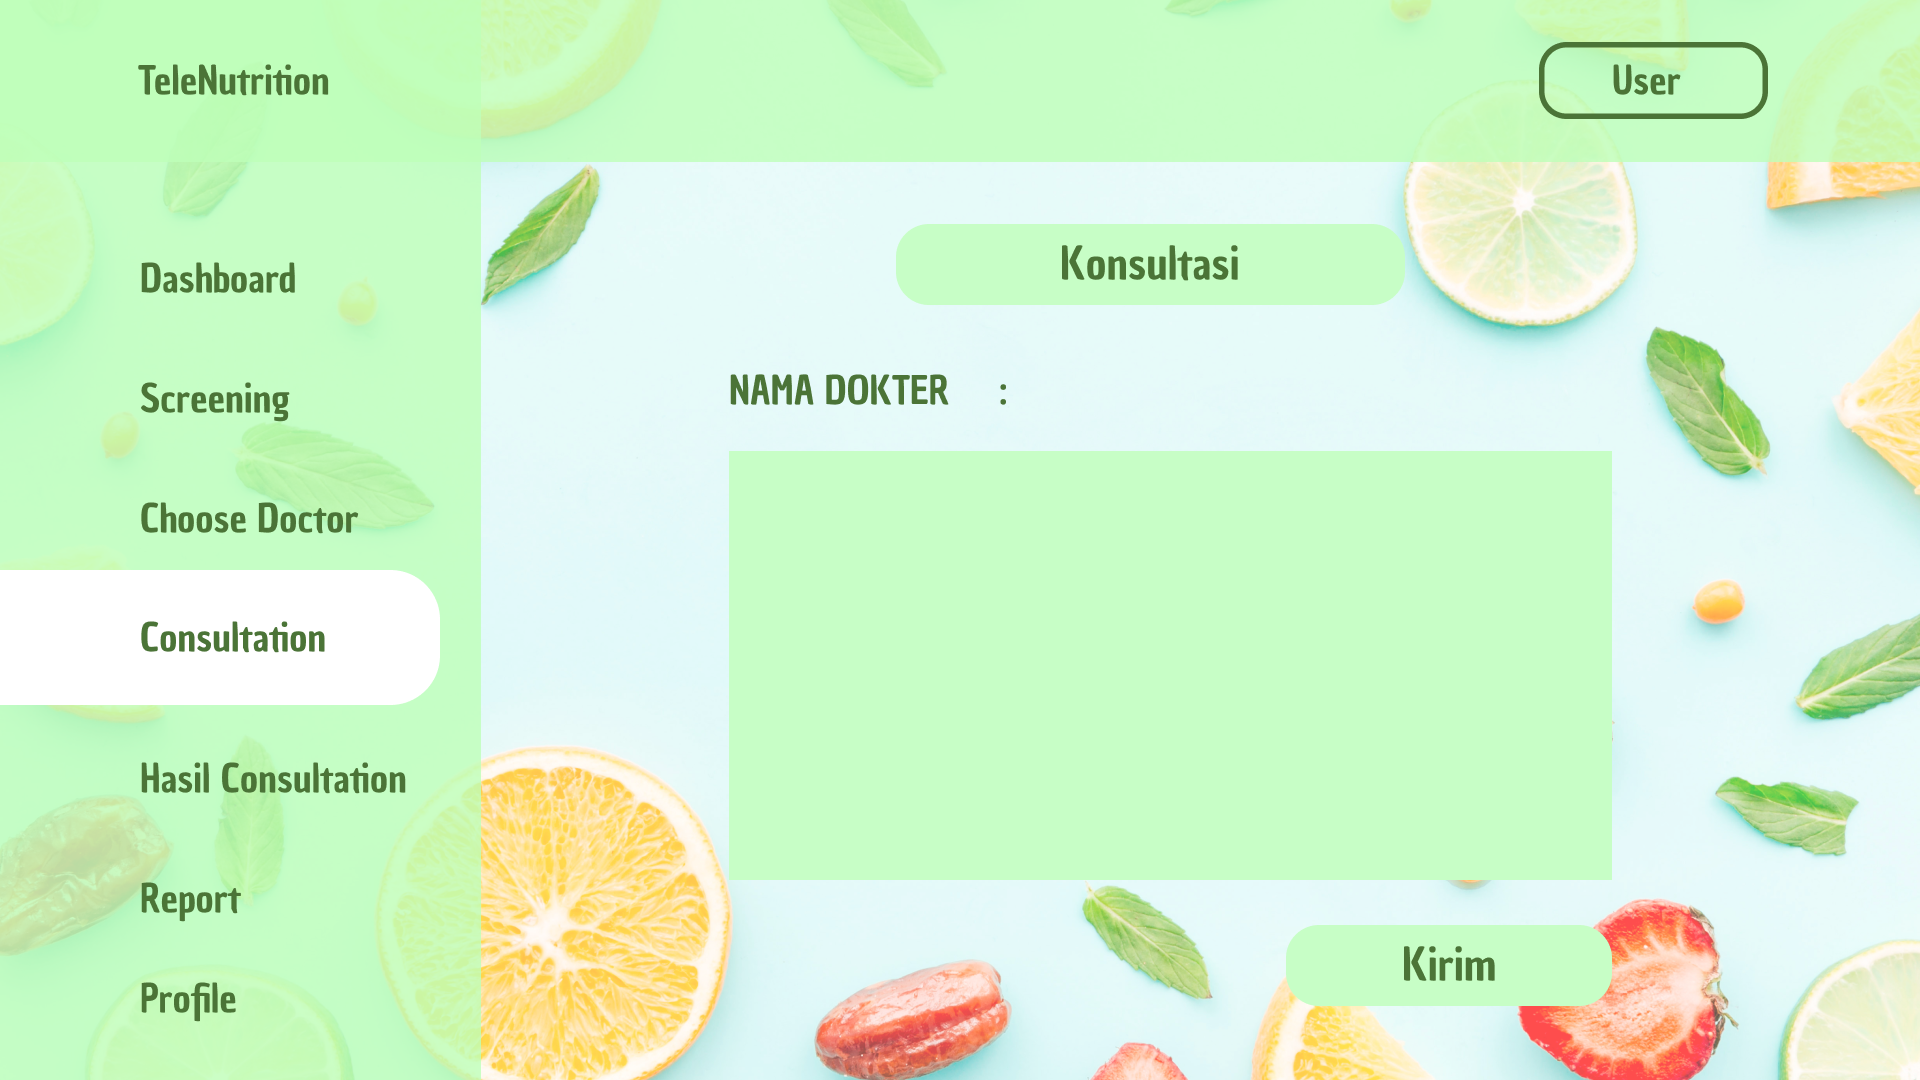 TeleNutrition
User
Dashboard
Screening
Choose Doctor
Consultation
Hasil Consultation
Report
Profile
Konsultasi
NAMA DOKTER :
Kirim